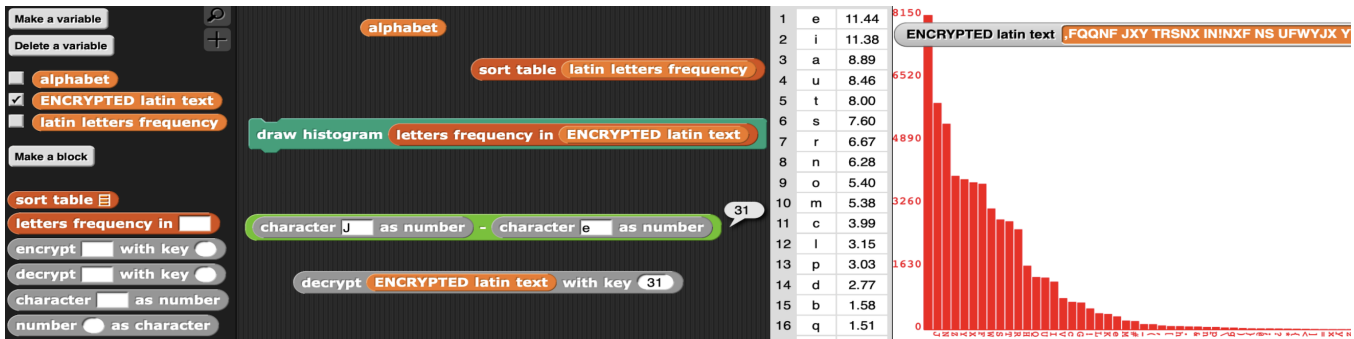 Make a variable
Delete a variable
alphabet
ENCRYPTED latin text
latin letters frequency
Make a block
sort table
letters frequency in
encrypt with key
decrypt with key
character as number
number as character
alphabet
sort table latin letters frequency
draw histogram letters frequency in ENCRYPTED latin text
character J as number - character e as number
31
decrypt ENCRYPTED latin text with key 31
1 e 11.44
2 i 11.38
3 a 8.89
4 u 8.46
5 t 8.00
6 s 7.60
7 r 6.67
8 n 6.28
9 o 5.40
10 m 5.38
11 c 3.99
12 l 3.15
13 p 3.03
14 d 2.77
15 b 1.58
16 q 1.51
8150
ENCRYPTED latin text ,FQQNF JXY TRSNX IN!NXF NS UFWYJX Y
6520
4890
3260
1630
0